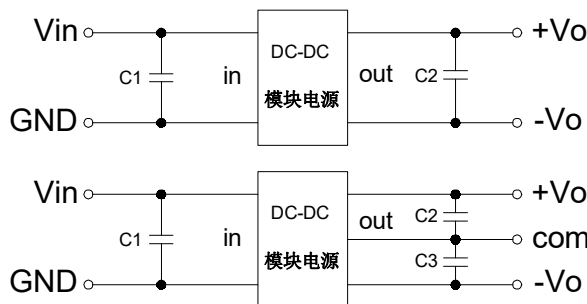 Vin
DC-DC
+Vo
C1
in
out
C2
模块电源
GND
-Vo
Vin
DC-DC
+Vo
C2
out
C1
in
com
C3
模块电源
GND
-Vo